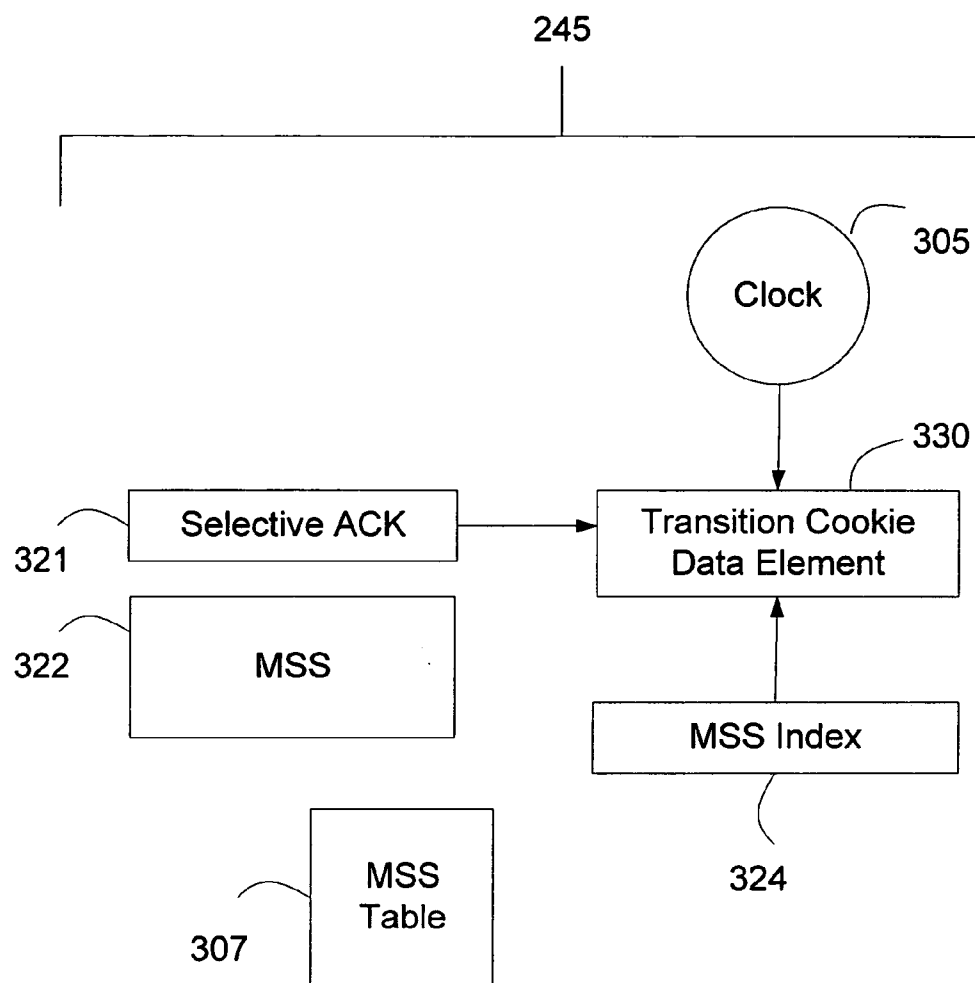 245
305
Clock
330
Selective ACK
Transition Cookie
Data Element
321
322
MSS
MSS Index
324
MSS
Table
307